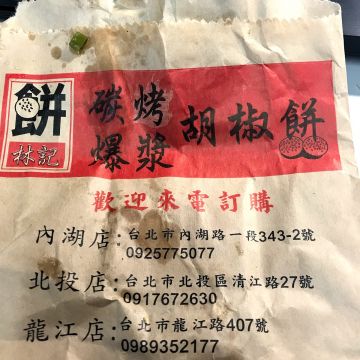 餅
林記
碳烤
爆漿
胡椒餅
歡迎來電訂購
內湖店:台北市內湖路一段343-2號
0925775077
北投店:台北市北投區清江路27號
0917672630
龍江店:台北市龍江路407號
0989352177